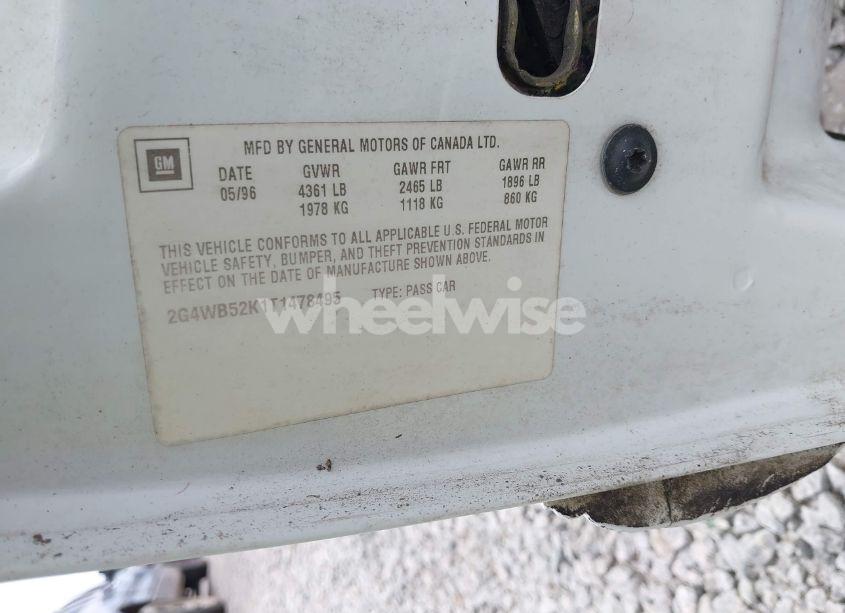 GM
MFD BY GENERAL MOTORS OF CANADA LTD.
DATE GVWR GAWR FRT GAWR RR
05/96 4361 LB 2465 LB 1896 LB
1978 KG 1118 KG 860 KG
THIS VEHICLE CONFORMS TO ALL APPLICABLE U.S. FEDERAL MOTOR
VEHICLE SAFETY, BUMPER, AND THEFT PREVENTION STANDARDS IN
EFFECT ON THE DATE OF MANUFACTURE SHOWN ABOVE.
2G4WB52K1T1478495 TYPE: PASS CAR
wheelwise